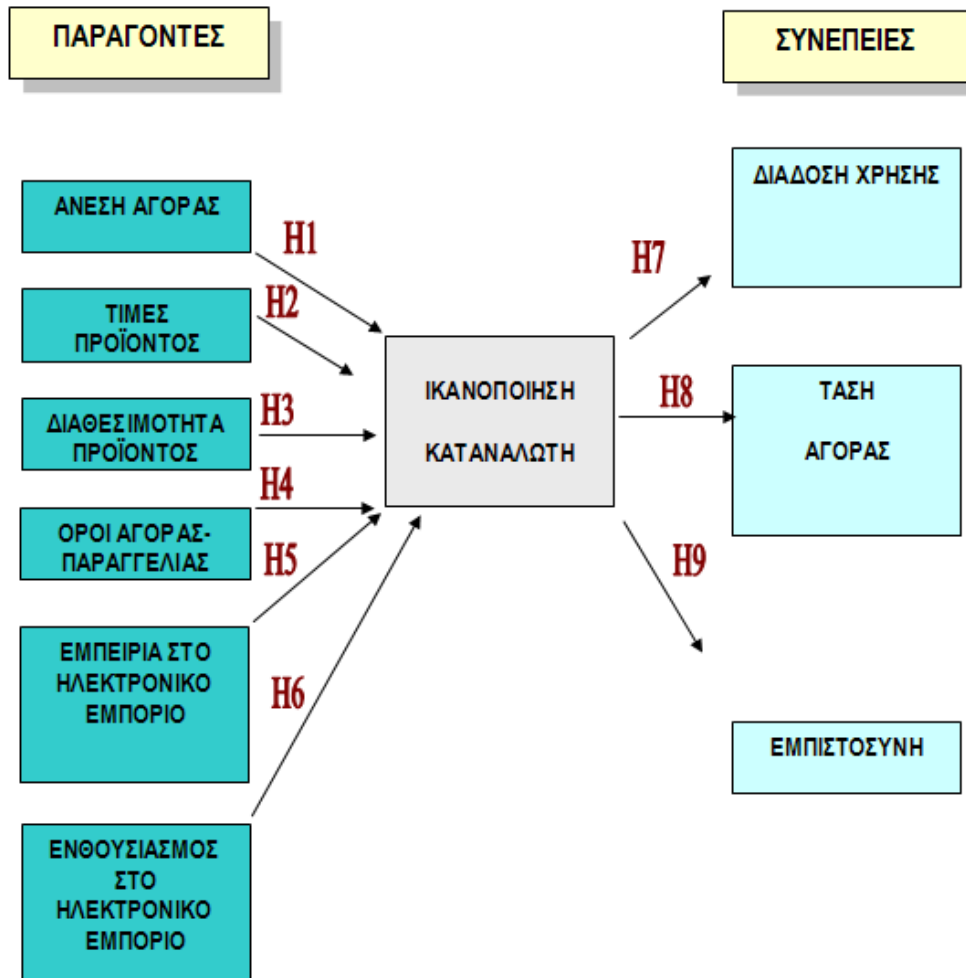 ΠΑΡΑΓΟΝΤΕΣ
ΣΥΝΕΠΕΙΕΣ
ΑΝΕΣΗ ΑΓΟΡΑΣ
H1
ΤΙΜΕΣ
ΠΡΟΪΟΝΤΟΣ
H2
ΔΙΑΘΕΣΙΜΟΤΗΤΑ
ΠΡΟΪΟΝΤΟΣ
H3
ΟΡΟΙ ΑΓΟΡΑΣ-
ΠΑΡΑΓΓΕΛΙΑΣ
H4
ΕΜΠΕΙΡΙΑ ΣΤΟ
ΗΛΕΚΤΡΟΝΙΚΟ
ΕΜΠΟΡΙΟ
H5
ΕΝΘΟΥΣΙΑΣΜΟΣ
ΣΤΟ
ΗΛΕΚΤΡΟΝΙΚΟ
ΕΜΠΟΡΙΟ
H6
ΙΚΑΝΟΠΟΙΗΣΗ
ΚΑΤΑΝΑΛΩΤΗ
H7
ΔΙΑΔΟΣΗ ΧΡΗΣΗΣ
H8
ΤΑΣΗ
ΑΓΟΡΑΣ
H9
ΕΜΠΙΣΤΟΣΥΝΗ